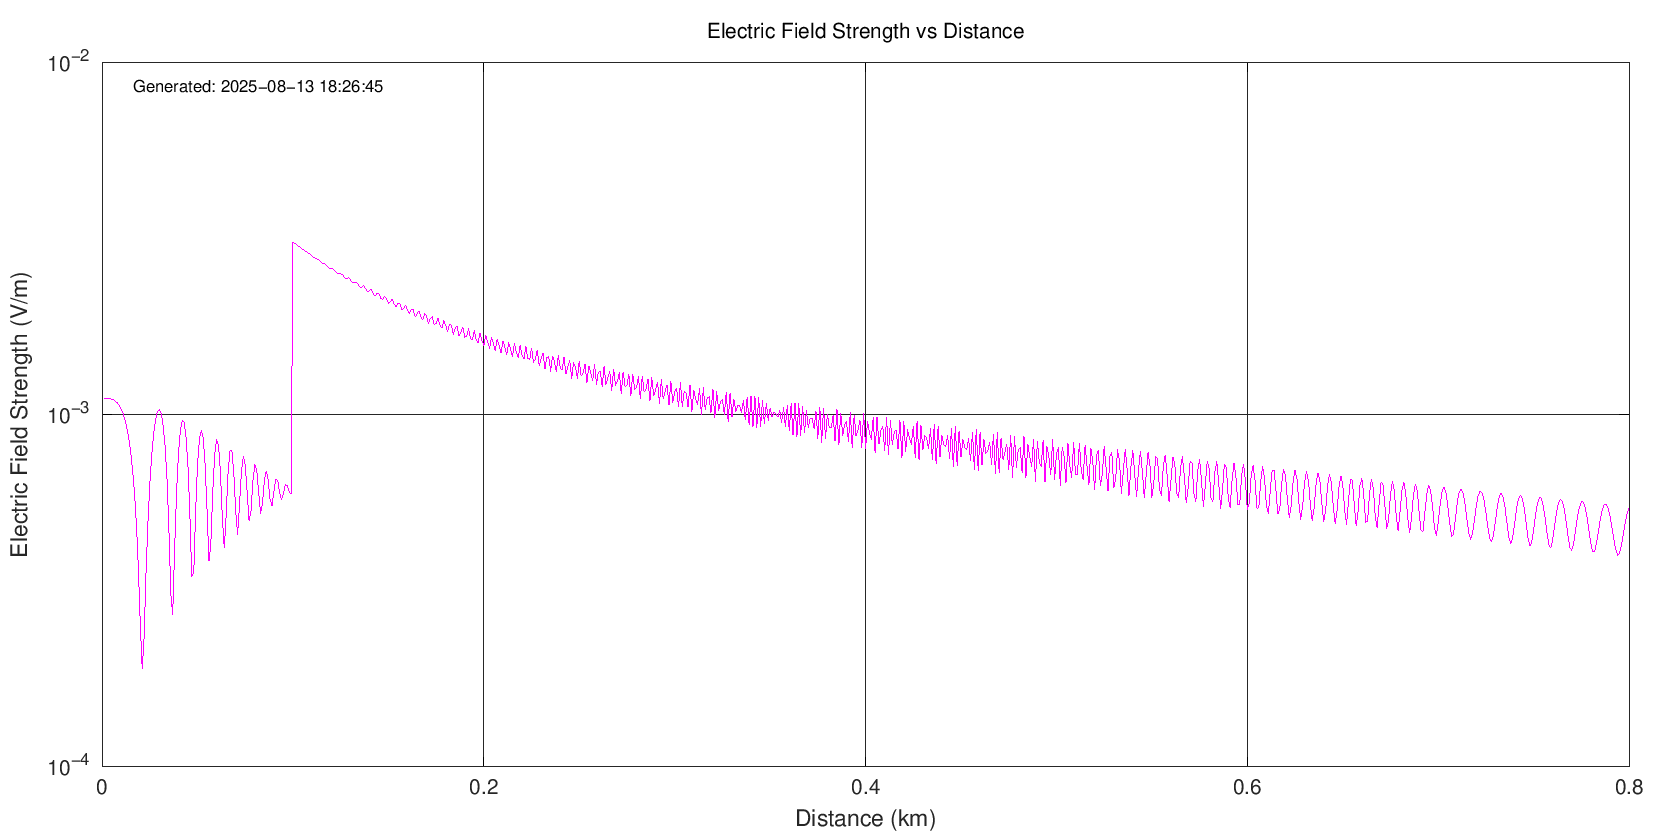 Electric Field Strength vs Distance
10−2
Generated: 2025−08−13 18:26:45
Electric Field Strength (V/m)
10−3
10−4
0 0.2 0.4 0.6 0.8
Distance (km)